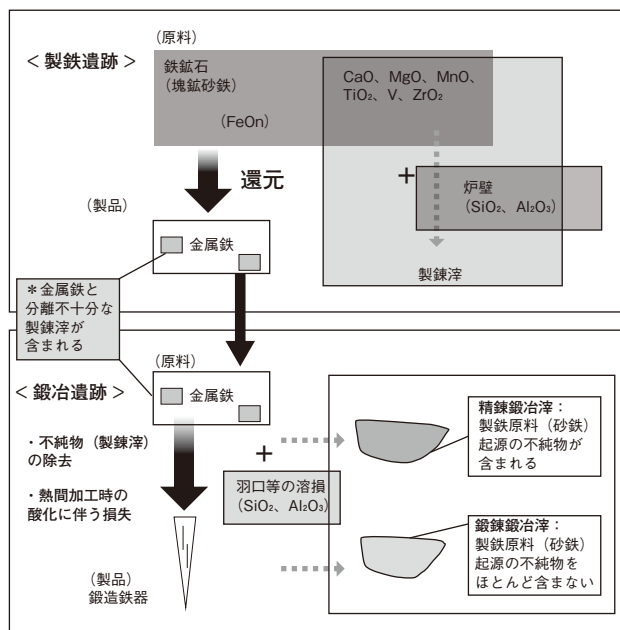 (原料)
<製鉄遺跡>
鉄鉱石
(塊鉱砂鉄)
(FeOn)
CaO、MgO、MnO、
TiO₂、V、ZrO₂
還元
+
炉壁
(SiO₂、Al₂O₃)
製錬滓
(製品)
金属鉄
*金属鉄と
分離不十分な
製錬滓が
含まれる
(原料)
<鍛冶遺跡>
金属鉄
・不純物(製錬滓)
の除去
・熱間加工時の
酸化に伴う損失
+
羽口等の溶損
(SiO₂、Al₂O₃)
精錬鍛冶滓:
製鉄原料(砂鉄)
起源の不純物が
含まれる
鍛錬鍛冶滓:
製鉄原料(砂鉄)
起源の不純物を
ほとんど含まない
(製品)
鍛造鉄器